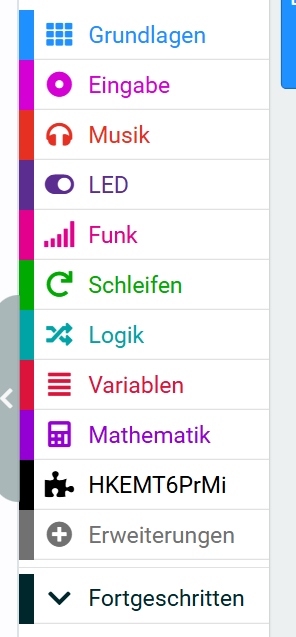 Grundlagen
Eingabe
Musik
LED
Funk
Schleifen
Logik
Variablen
Mathematik
HKEMT6PrMi
Erweiterungen
Fortgeschritten